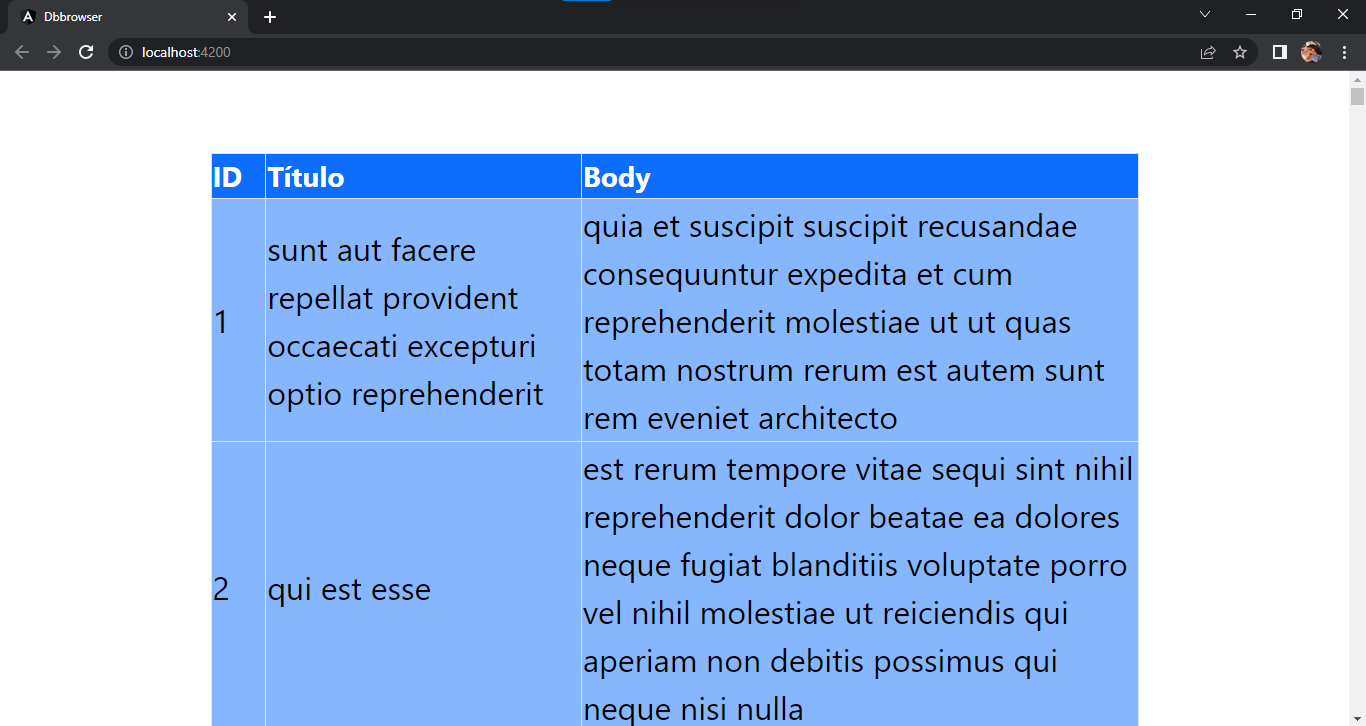 Dbbrowser
localhost:4200
ID Título Body
1
sunt aut facere
repellat provident
occaecati excepturi
optio reprehenderit
quia et suscipit suscipit recusandae
consequuntur expedita et cum
reprehenderit molestiae ut ut quas
totam nostrum rerum est autem sunt
rem eveniet architecto
2
qui est esse
est rerum tempore vitae sequi sint nihil
reprehenderit dolor beatae ea dolores
neque fugiat blanditiis voluptate porro
vel nihil molestiae ut reiciendis qui
aperiam non debitis possimus qui
neque nisi nulla